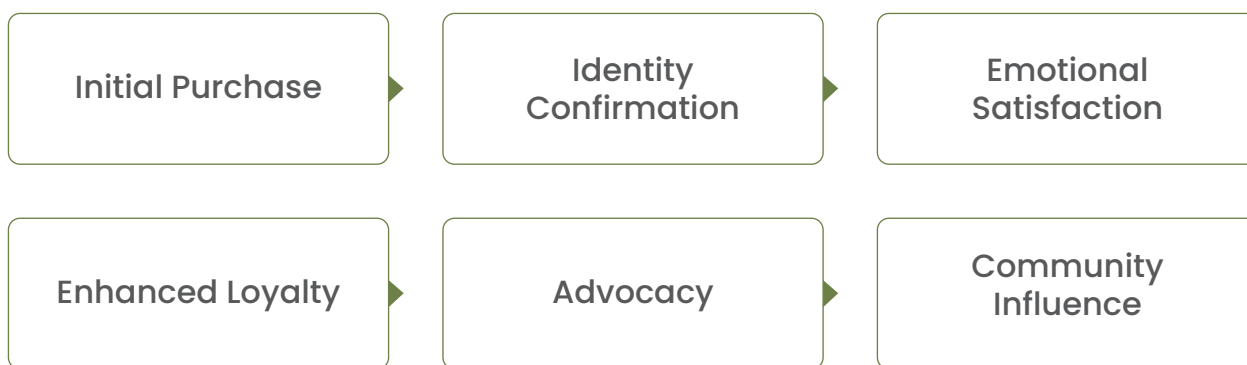 Initial Purchase
Identity
Confirmation
Emotional
Satisfaction
Enhanced Loyalty
Advocacy
Community
Influence